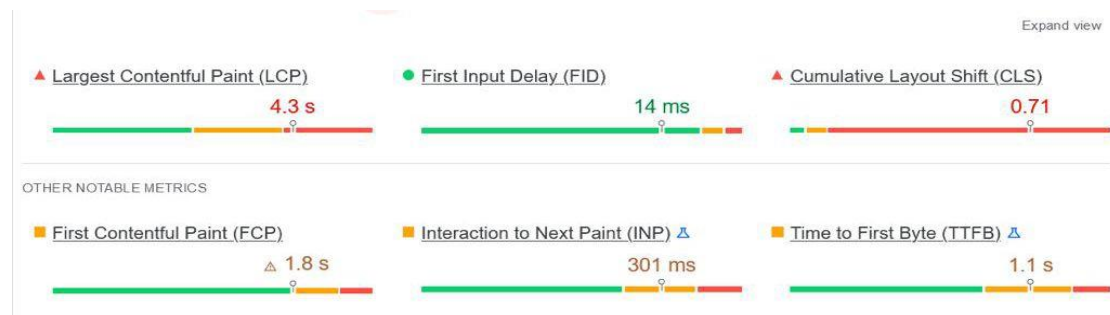 Expand view
Largest Contentful Paint (LCP)
4.3 s
First Input Delay (FID)
14 ms
Cumulative Layout Shift (CLS)
0.71
OTHER NOTABLE METRICS
First Contentful Paint (FCP)
1.8 s
Interaction to Next Paint (INP)
301 ms
Time to First Byte (TTFB)
1.1 s